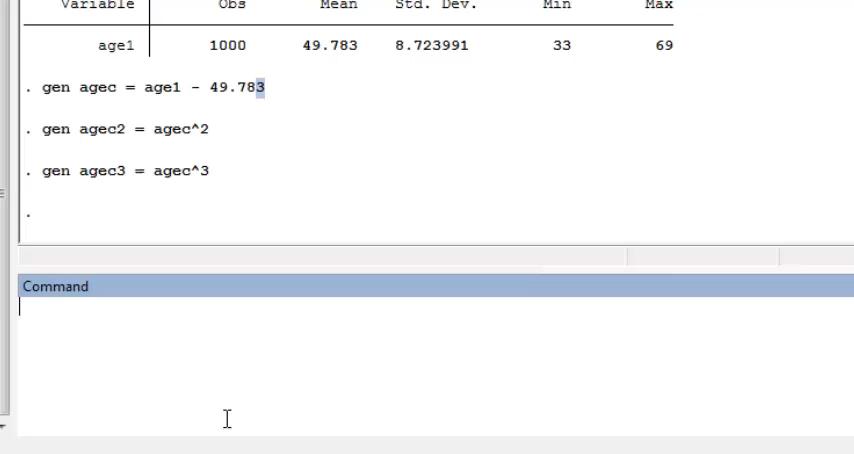 Variable Obs Mean Std. Dev. Min Max
age1 1000 49.783 8.723991 33 69
. gen agec = age1 - 49.783
. gen agec2 = agec^2
. gen agec3 = agec^3
.
Command